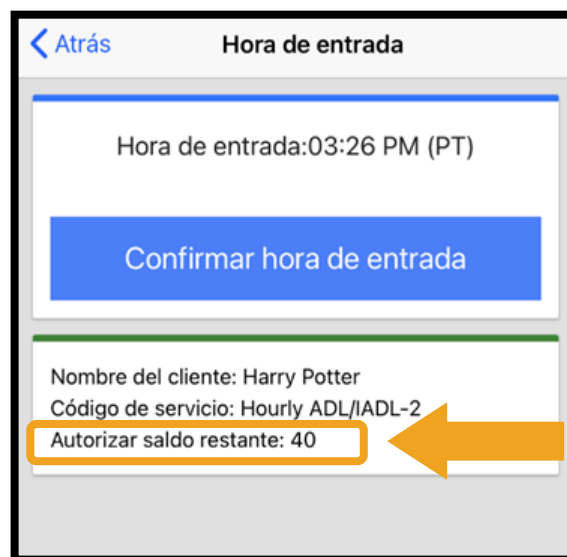 Atrás
Hora de entrada
Hora de entrada:03:26 PM (PT)
Confirmar hora de entrada
Nombre del cliente: Harry Potter
Código de servicio: Hourly ADL/IADL-2
Autorizar saldo restante: 40